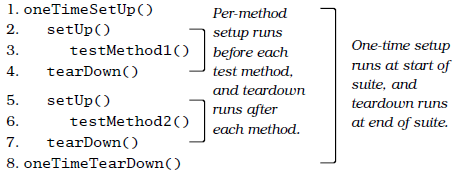 1. oneTimeSetUp()
2. setUp()
3. testMethod1()
4. tearDown()
5. setUp()
6. testMethod2()
7. tearDown()
8. oneTimeTearDown()
Per-method
setup runs
before each
test method,
and teardown
runs after
each method.
One-time setup
runs at start of
suite, and
teardown runs
at end of suite.